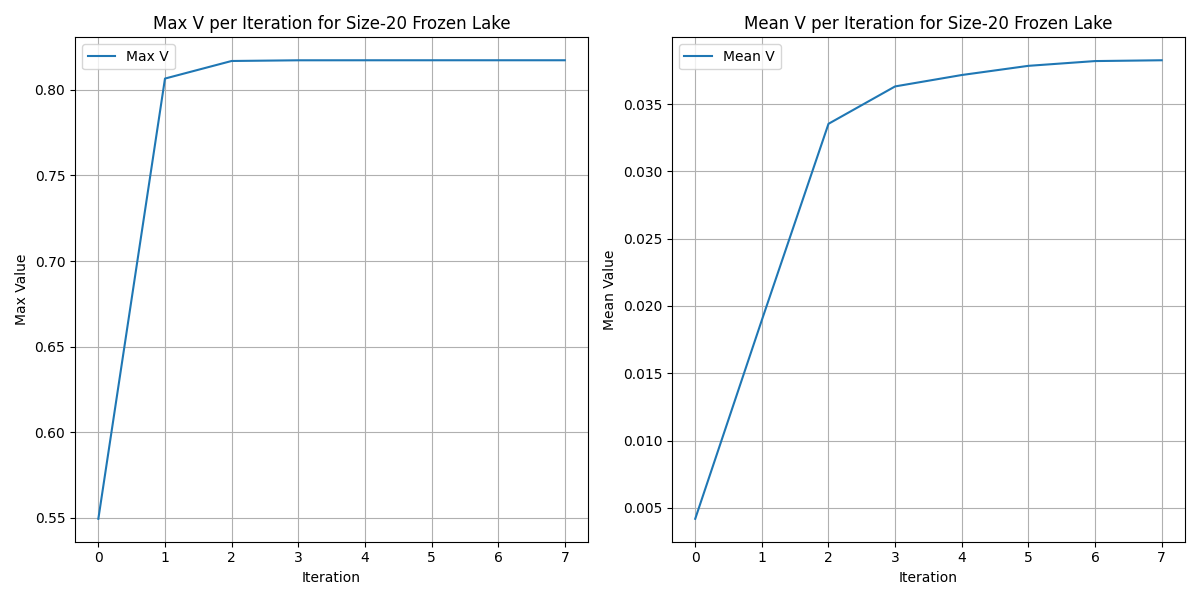 Max V per Iteration for Size-20 Frozen Lake
Max V
0.80
0.75
0.70
0.65
0.60
0.55
Max Value
0 1 2 3 4 5 6 7
Iteration
Mean V per Iteration for Size-20 Frozen Lake
Mean V
0.035
0.030
0.025
0.020
0.015
0.010
0.005
Mean Value
0 1 2 3 4 5 6 7
Iteration